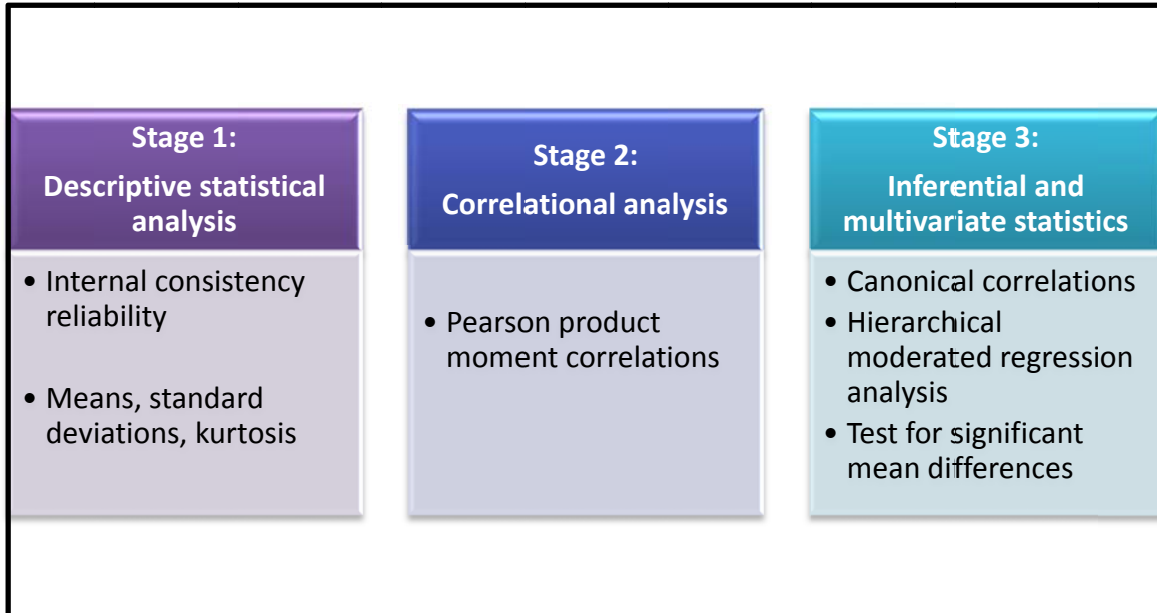 Stage 1:
Descriptive statistical
analysis
• Internal consistency
reliability
• Means, standard
deviations, kurtosis
Stage 2:
Correlational analysis
• Pearson product
moment correlations
Stage 3:
Inferential and
multivariate statistics
• Canonical correlations
• Hierarchical
moderated regression
analysis
• Test for significant
mean differences